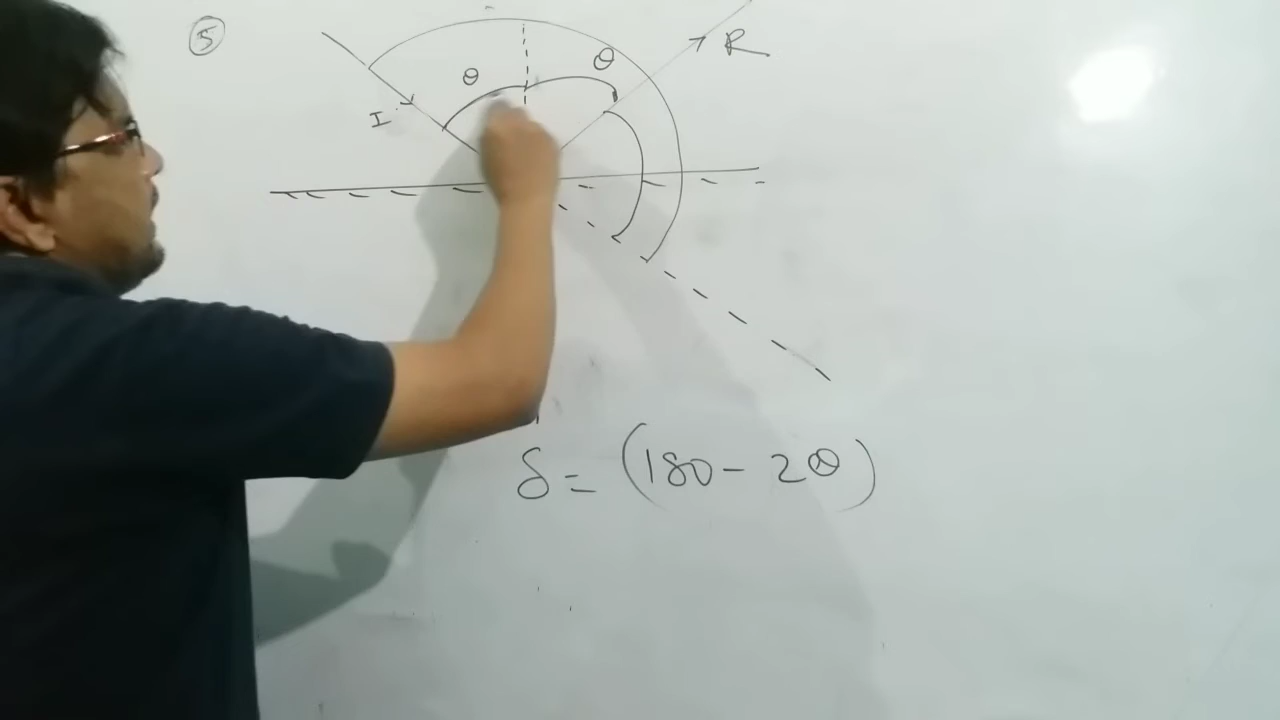 ⑤
θ
θ
R
I
δ = (180 - 2θ)